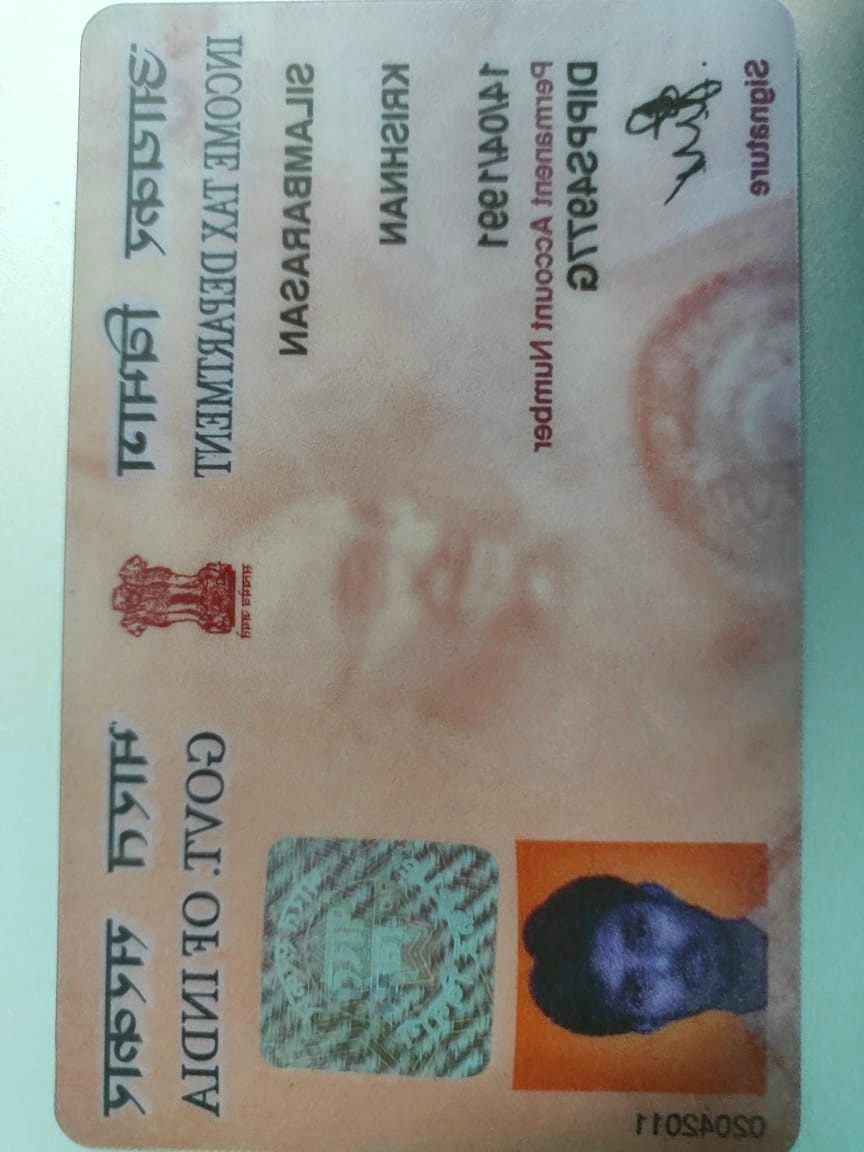 आयकर विभाग
INCOME TAX DEPARTMENT
सत्यमेव जयते
भारत सरकार
GOVT. OF INDIA
SILAMBARASAN
KRISHNAN
14/04/1991
Permanent Account Number
DIPPS4977G
Signature
02042011